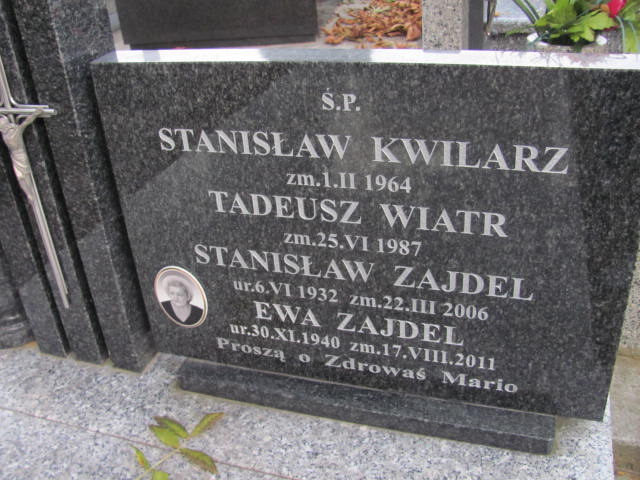 Ś.P.
STANISŁAW KWILARZ
zm.1.II 1964
TADEUSZ WIATR
zm.25.VI 1987
STANISŁAW ZAJDEL
ur.6.VI 1932 zm.22.III 2006
EWA ZAJDEL
ur.30.XI.1940 zm.17.VIII.2011
Proszą o Zdrowaś Mario